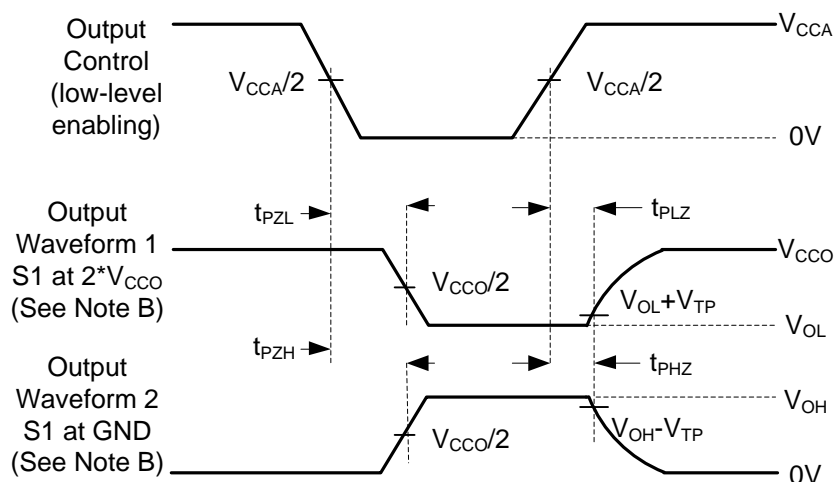 Output
Control
(low-level
enabling)
V_CCA/2
V_CCA/2
V_CCA
0V
Output
Waveform 1
S1 at 2*V_CCO
(See Note B)
t_PZL
t_PLZ
V_CCO/2
V_CCO
V_OL+V_TP
V_OL
Output
Waveform 2
S1 at GND
(See Note B)
t_PZH
t_PHZ
V_CCO/2
V_OH
V_OH-V_TP
0V